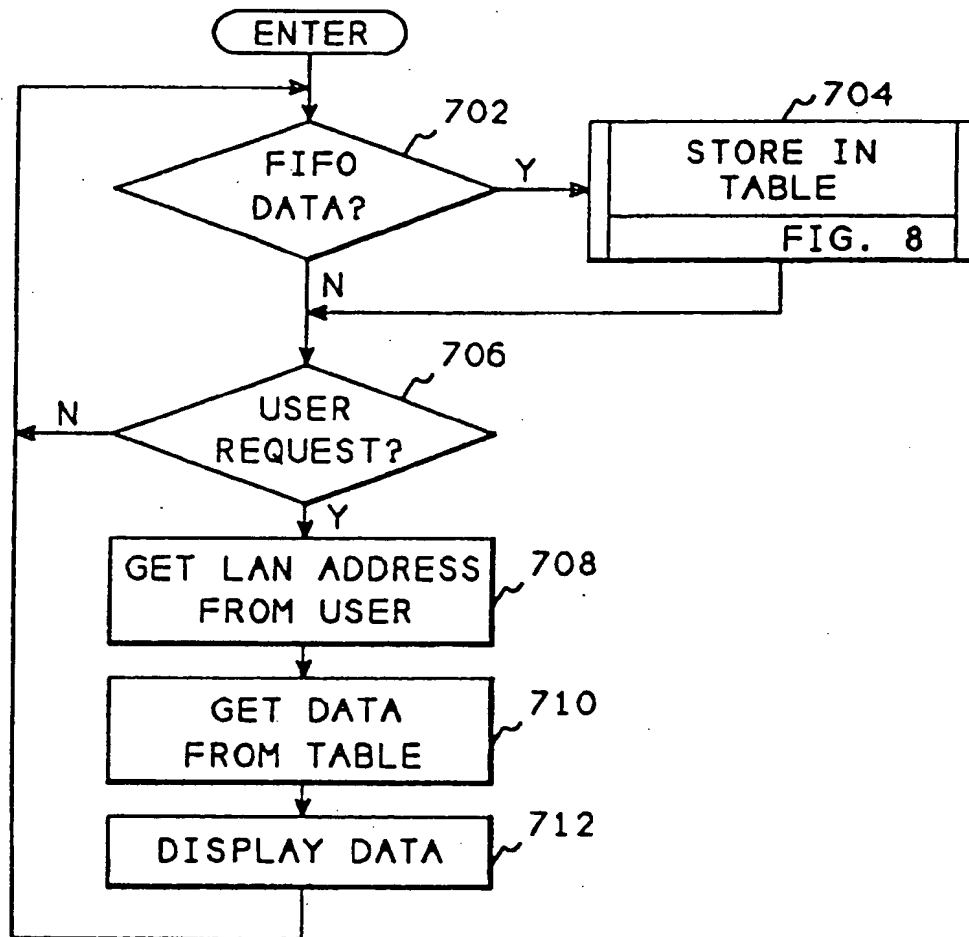 ENTER
702
FIFO
DATA?
Y
N
704
STORE IN
TABLE
FIG. 8
706
USER
REQUEST?
N
Y
GET LAN ADDRESS
FROM USER
708
GET DATA
FROM TABLE
710
DISPLAY DATA
712